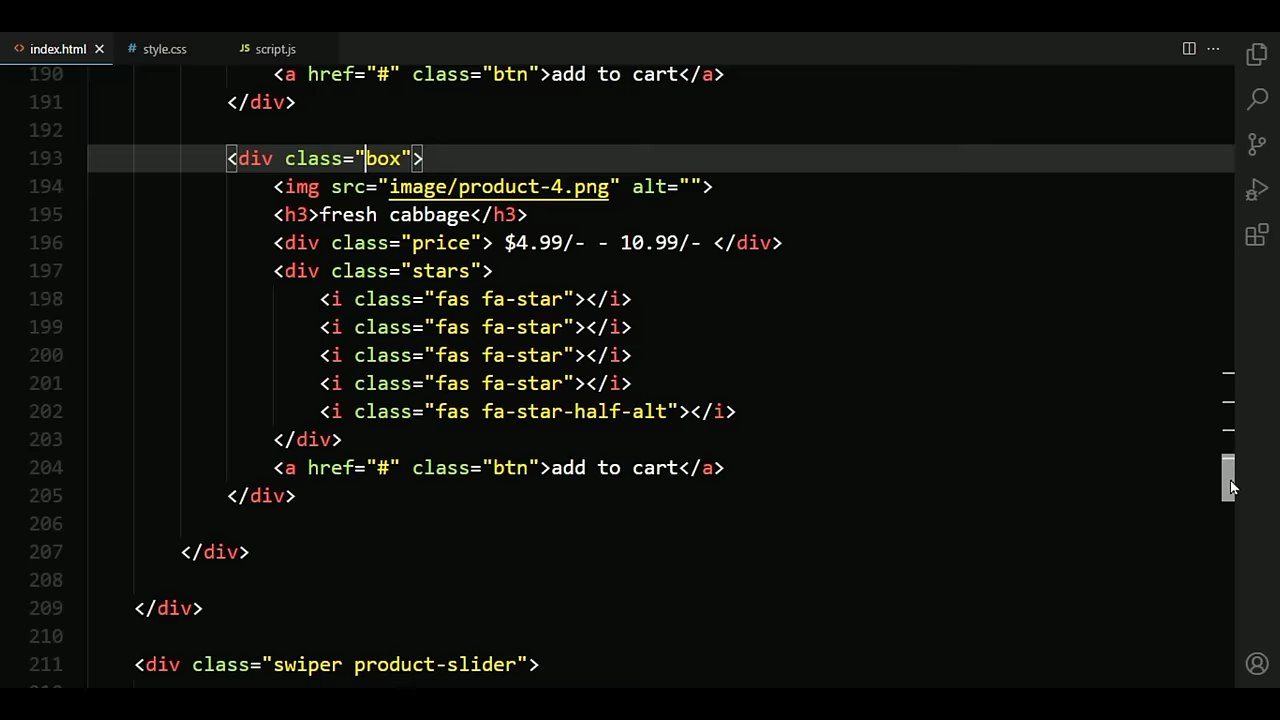 index.html
# style.css
JS script.js
190 <a href="#" class="btn">add to cart</a>
191 </div>
192
193 <div class="box">
194 <img src="image/product-4.png" alt="">
195 <h3>fresh cabbage</h3>
196 <div class="price"> $4.99/- - 10.99/- </div>
197 <div class="stars">
198 <i class="fas fa-star"></i>
199 <i class="fas fa-star"></i>
200 <i class="fas fa-star"></i>
201 <i class="fas fa-star"></i>
202 <i class="fas fa-star-half-alt"></i>
203 </div>
204 <a href="#" class="btn">add to cart</a>
205 </div>
206
207 </div>
208
209 </div>
210
211 <div class="swiper product-slider">